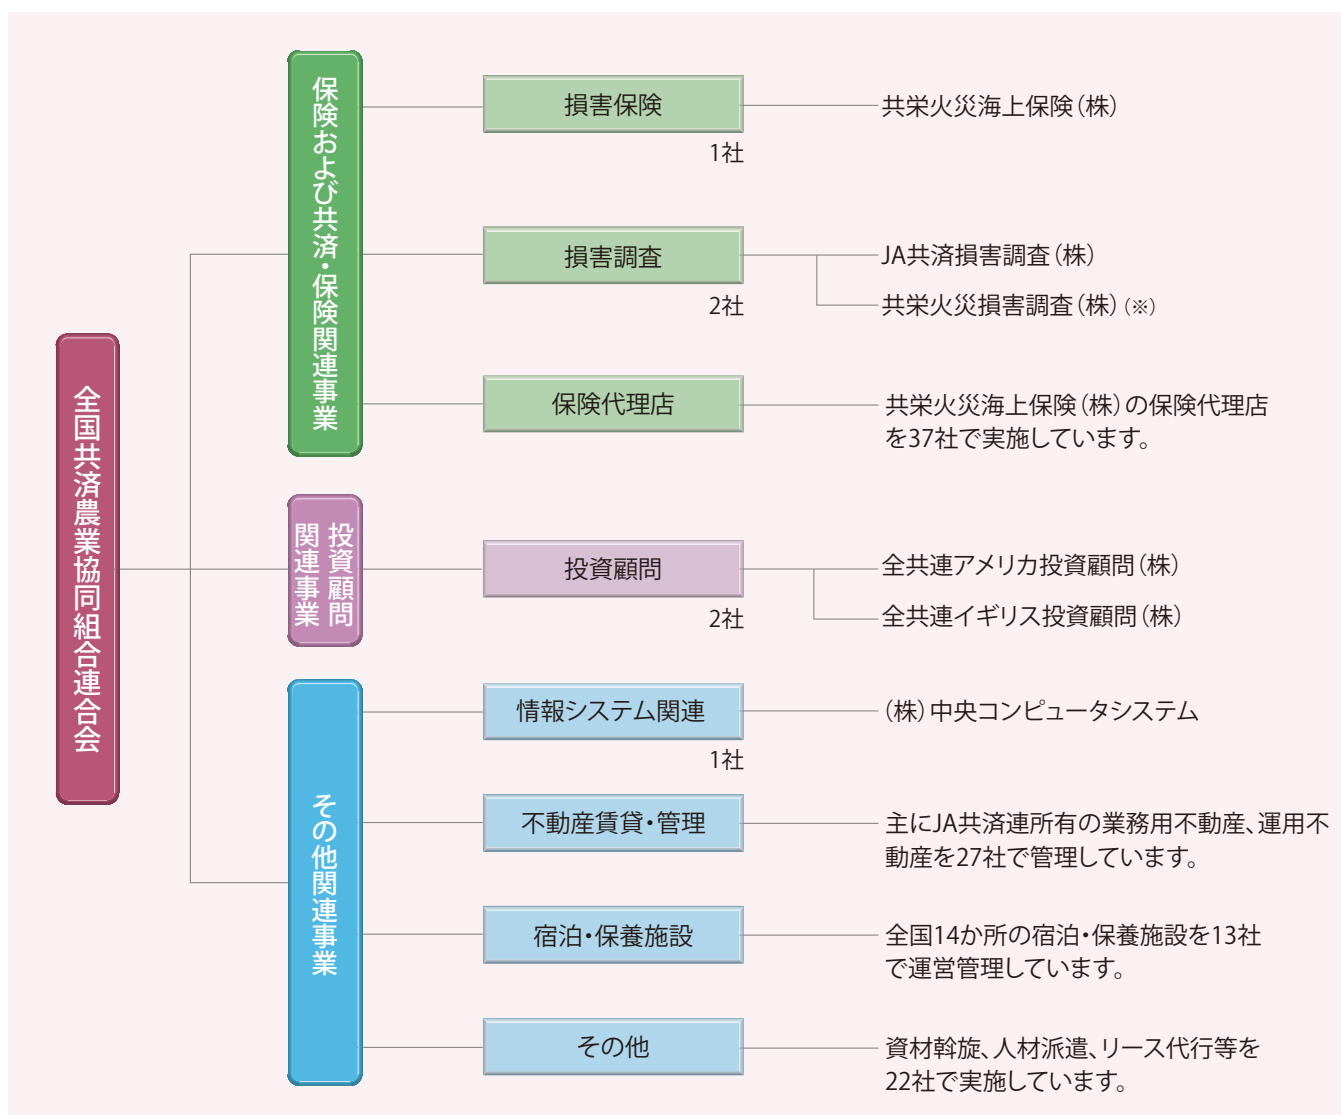 全国共済農業協同組合連合会
保険および共済・保険関連事業
損害保険
1社
共栄火災海上保険(株)
損害調査
2社
JA共済損害調査(株)
共栄火災損害調査(株)(※)
保険代理店
共栄火災海上保険(株)の保険代理店
を37社で実施しています。
投資顧問
関連事業
投資顧問
2社
全共連アメリカ投資顧問(株)
全共連イギリス投資顧問(株)
その他関連事業
情報システム関連
1社
(株)中央コンピュータシステム
不動産賃貸・管理
主にJA共済連所有の業務用不動産、運用不
動産を27社で管理しています。
宿泊・保養施設
全国14か所の宿泊・保養施設を13社
で運営管理しています。
その他
資材斡旋、人材派遣、リース代行等を
22社で実施しています。